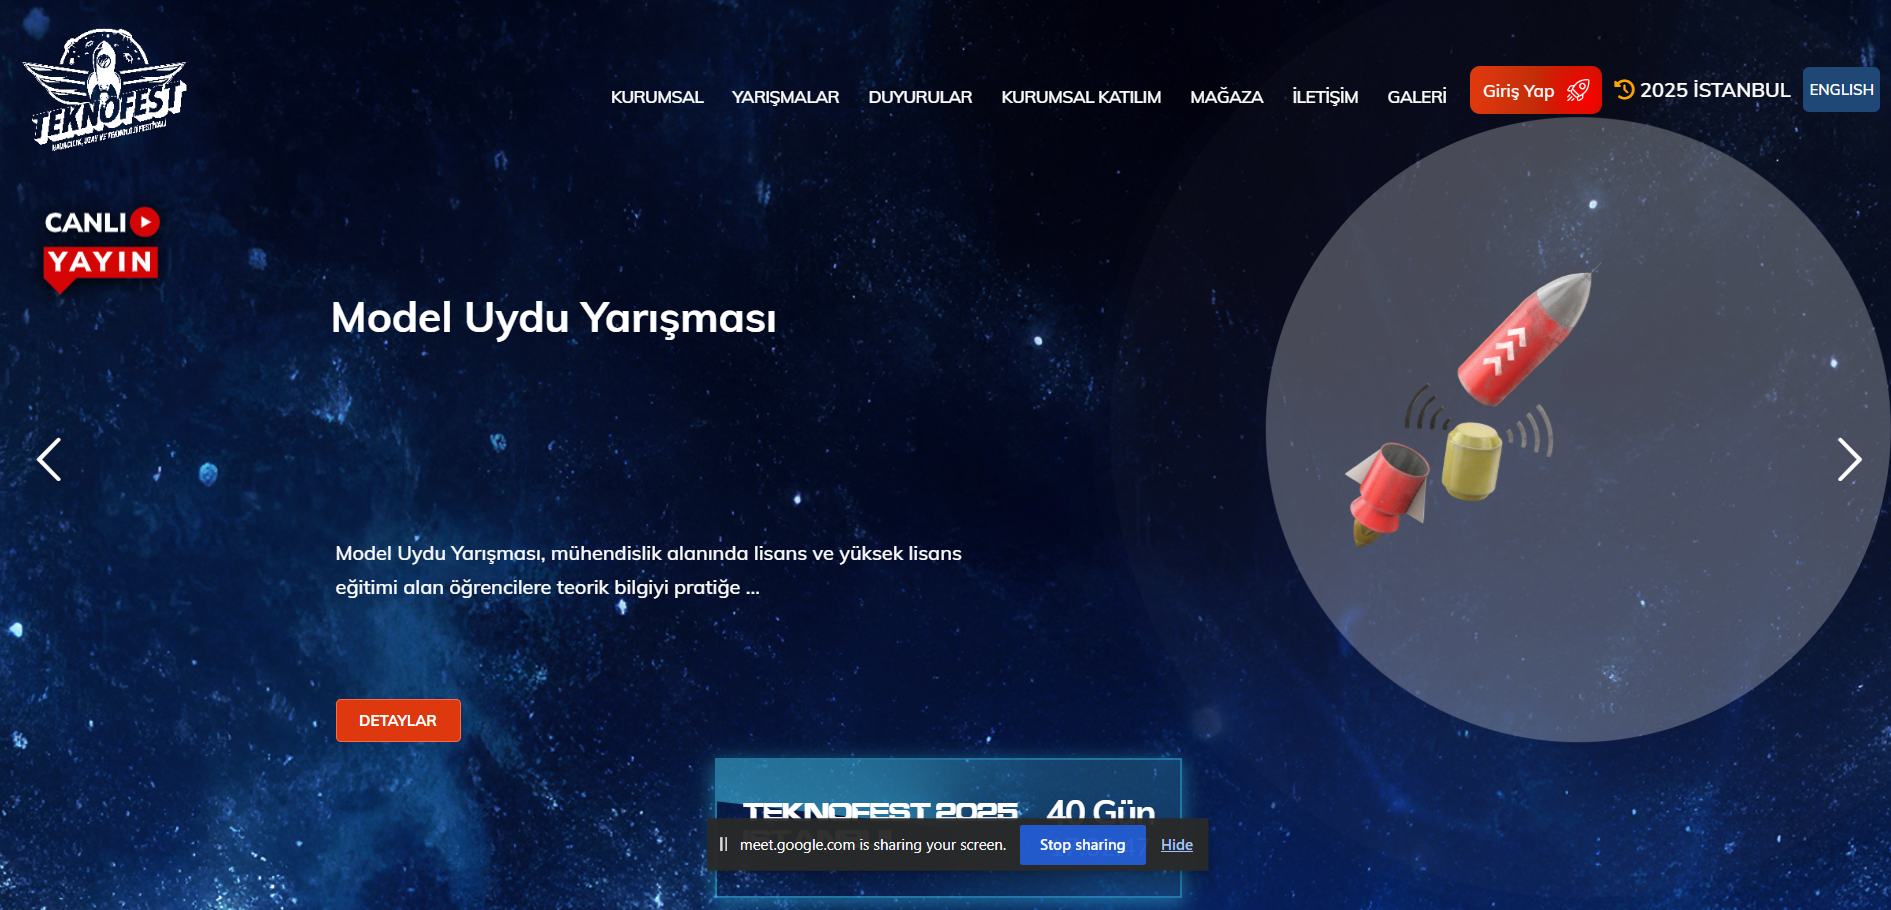 TEKNOFEST
HAVACILIK, UZAY VE TEKNOLOJİ FESTİVALİ
KURUMSAL YARIŞMALAR DUYURULAR KURUMSAL KATILIM MAĞAZA İLETİŞİM GALERİ Giriş Yap 2025 İSTANBUL ENGLISH
CANLI
YAYIN
Model Uydu Yarışması
Model Uydu Yarışması, mühendislik alanında lisans ve yüksek lisans
eğitimi alan öğrencilere teorik bilgiyi pratiğe ...
DETAYLAR
TEKNOFEST 2025 40 Gün
meet.google.com is sharing your screen. Stop sharing Hide